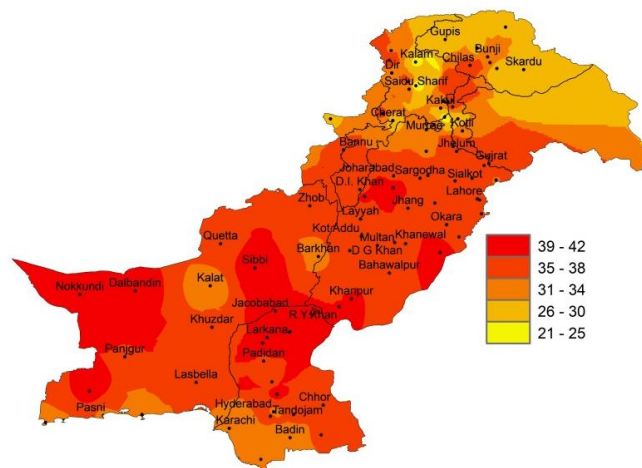 Gupis
Kalam
Chilas
Bunji
Skardu
Dir
Saidu Sharif
Kakul
Cherat
Murree
Kotli
Bannu
Jhelum
Gujrat
Joharabad
Sargodha
Sialkot
D.I. Khan
Lahore
Zhob
Layyah
Jhang
Okara
Kot Addu
Quetta
Multan
Khanewal
Barkhan
D G Khan
Sibbi
Bahawalpur
Kalat
Nokkundi
Dalbandin
Khanpur
Jacobabad
R Y Khan
Khuzdar
Larkana
Panjgur
Padidan
Lasbella
Pasni
Hyderabad
Chhor
Tandojam
Karachi
Badin
39 - 42
35 - 38
31 - 34
26 - 30
21 - 25